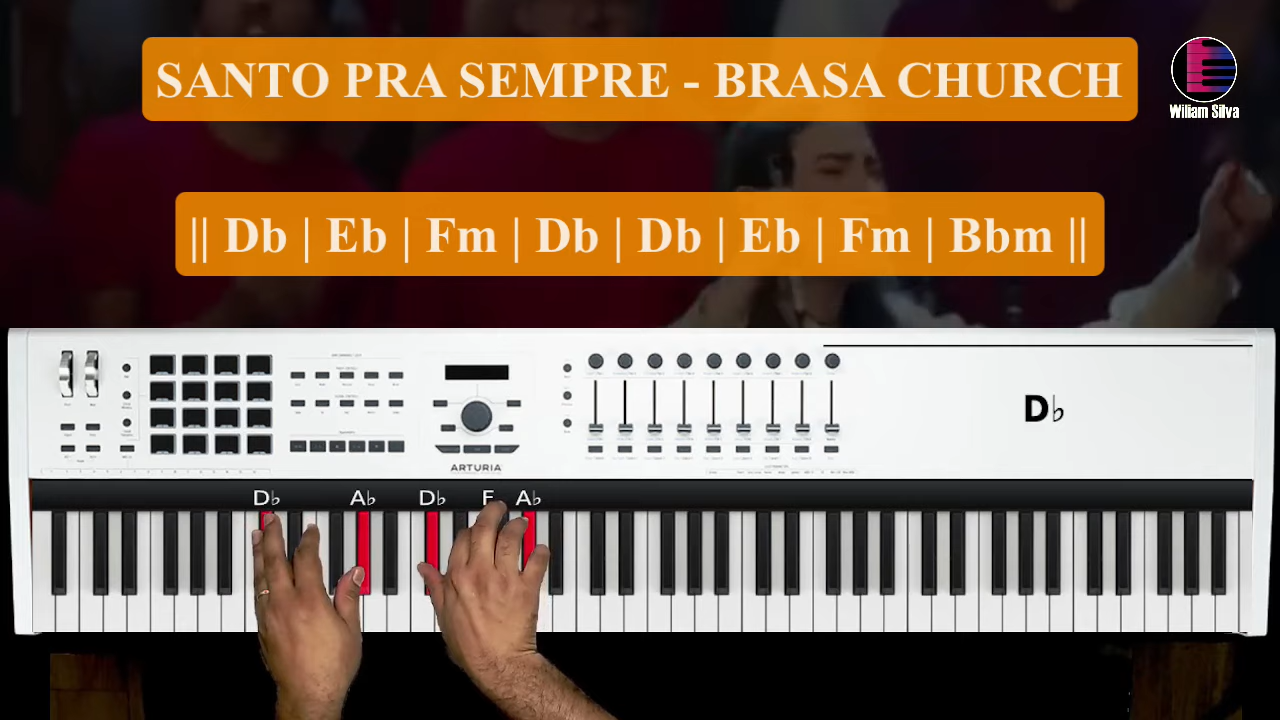 SANTO PRA SEMPRE - BRASA CHURCH
Wiliam Silva
|| Db | Eb | Fm | Db | Db | Eb | Fm | Bbm ||
D♭
ARTURIA
D♭ A♭ D♭ F A♭